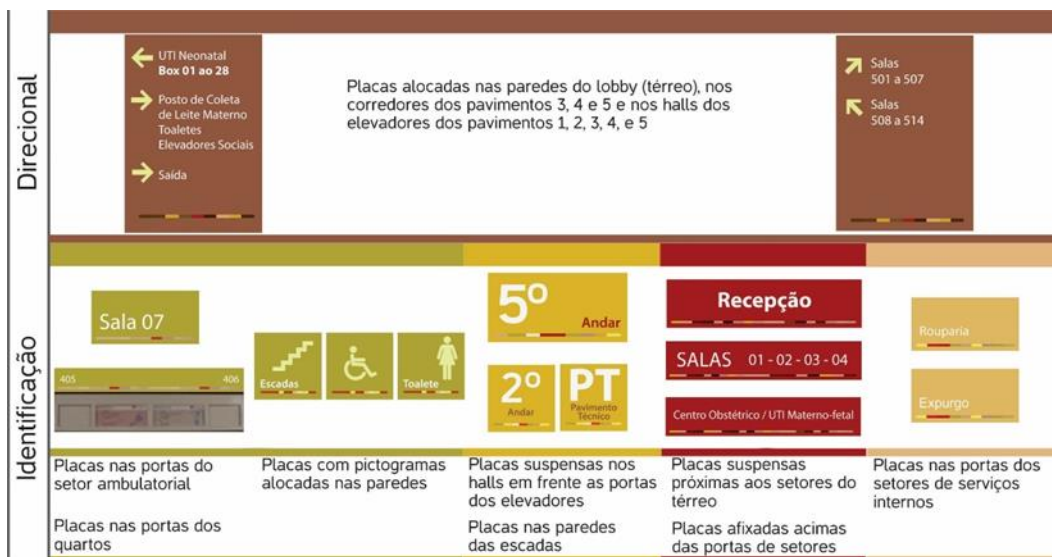 Direcional
UTI Neonatal
Box 01 ao 28
Posto de Coleta
de Leite Materno
Toaletes
Elevadores Sociais
Saída
Placas alocadas nas paredes do lobby (térreo), nos
corredores dos pavimentos 3, 4 e 5 e nos halls dos
elevadores dos pavimentos 1, 2, 3, 4, e 5
Salas
501 a 507
Salas
508 a 514
Identificação
Sala 07
405
406
Escadas
Toalete
5º
Andar
2º
Andar
PT
Pavimento
Técnico
Recepção
SALAS 01 - 02 - 03 - 04
Centro Obstétrico / UTI Materno-fetal
Rouparia
Expurgo
Placas nas portas do
setor ambulatorial
Placas nas portas dos
quartos
Placas com pictogramas
alocadas nas paredes
Placas suspensas nos
halls em frente as portas
dos elevadores
Placas nas paredes
das escadas
Placas suspensas
próximas aos setores do
térreo
Placas afixadas acimas
das portas de setores
Placas nas portas dos
setores de serviços
internos